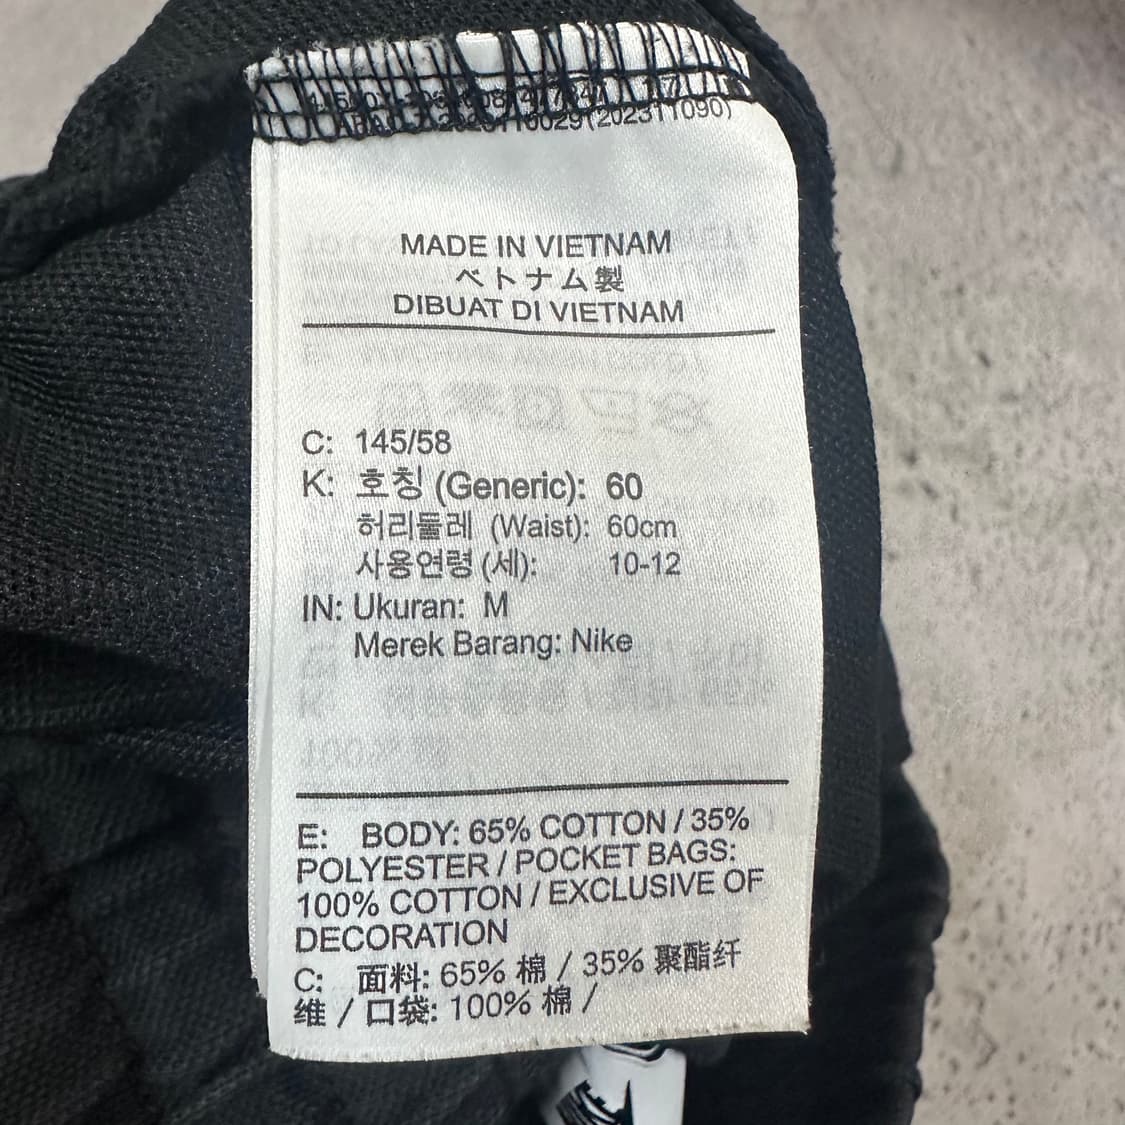 2023110029(202311090)
MADE IN VIETNAM
ベトナム製
DIBUAT DI VIETNAM
C: 145/58
K: 호칭 (Generic): 60
허리둘레 (Waist): 60cm
사용연령 (세): 10-12
IN: Ukuran: M
Merek Barang: Nike
E: BODY: 65% COTTON / 35%
POLYESTER / POCKET BAGS:
100% COTTON / EXCLUSIVE OF
DECORATION
C: 面料: 65% 棉 / 35% 聚酯纤
维 / 口袋: 100% 棉 /